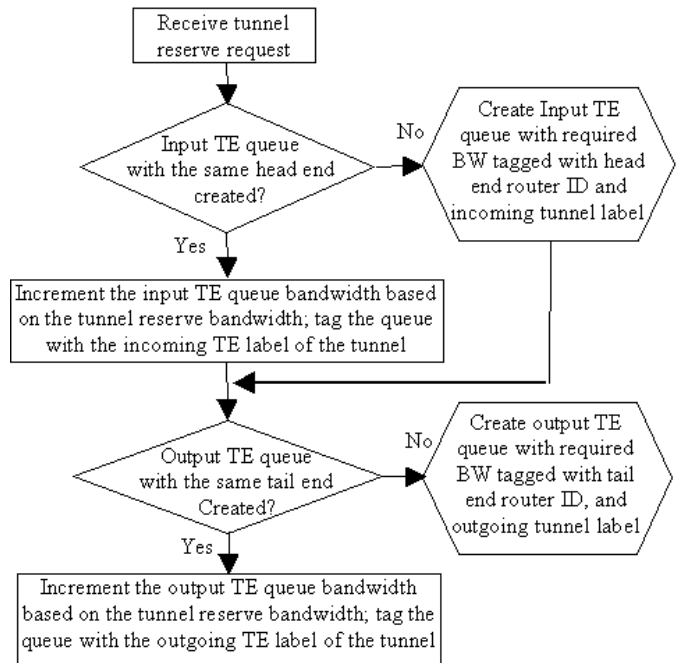 Receive tunnel
reserve request
Input TE queue
with the same head end
created?
No
Create Input TE
queue with required
BW tagged with head
end router ID and
incoming tunnel label
Yes
Increment the input TE queue bandwidth based
on the tunnel reserve bandwidth; tag the queue
with the incoming TE label of the tunnel
Output TE queue
with the same tail end
Created?
No
Create output TE
queue with required
BW tagged with tail
end router ID, and
outgoing tunnel label
Yes
Increment the output TE queue bandwidth
based on the tunnel reserve bandwidth; tag the
queue with the outgoing TE label of the tunnel